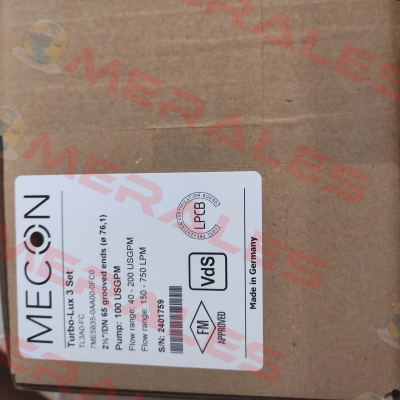 MECON
Turbo-Lux 3 Set
TL3A0-FC
7ME5835-0AA00-0FC0
2½"/DN 65 grooved ends (ø 76,1)
Pump: 100 USGPM
Flow range: 40 - 200 USGPM
Flow range: 150 - 750 LPM
S/N: 2401759
LPCB
VdS
FM
APPROVED
Made in Germany
MERALES
MERALES
MERALES
MERALES
MERALES